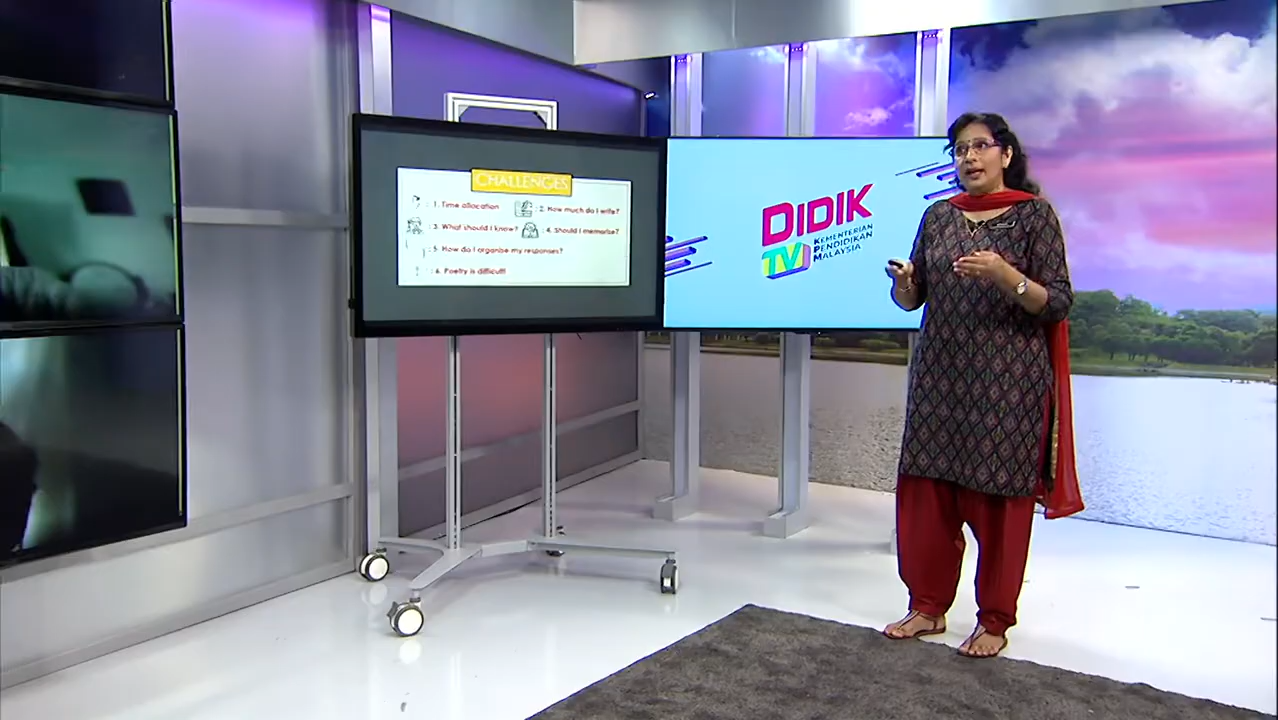 CHALLENGES
: 1. Time allocation
: 2. How much do I write?
: 3. What should I know?
: 4. Should I memorise?
: 5. How do I organise my responses?
: 6. Poetry is difficult!
DIDIK
TV
KEMENTERIAN
PENDIDIKAN
MALAYSIA